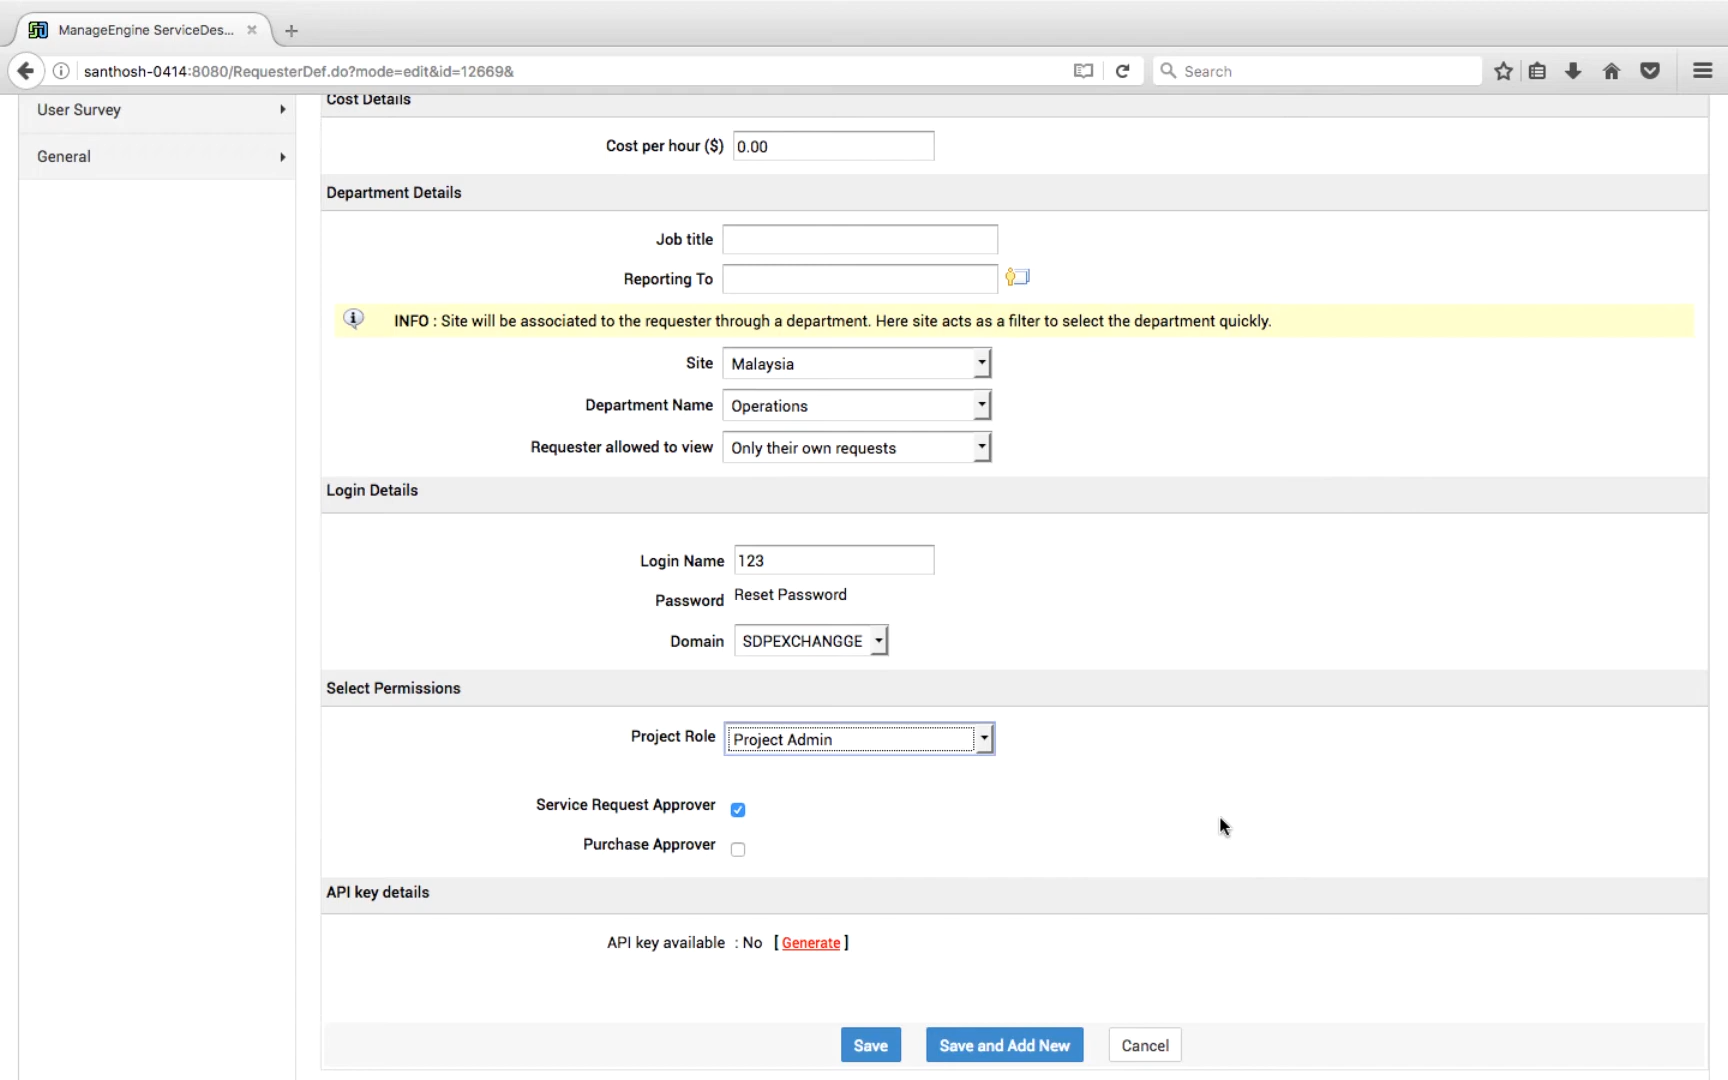 ManageEngine ServiceDes...
santhosh-0414:8080/RequesterDef.do?mode=edit&id=12669&
Search
User Survey
General
Cost Details
Cost per hour ($) 0.00
Department Details
Job title
Reporting To
INFO : Site will be associated to the requester through a department. Here site acts as a filter to select the department quickly.
Site Malaysia
Department Name Operations
Requester allowed to view Only their own requests
Login Details
Login Name 123
Password Reset Password
Domain SDPEXCHANGGE
Select Permissions
Project Role Project Admin
Service Request Approver
Purchase Approver
API key details
API key available : No [ Generate ]
Save Save and Add New Cancel